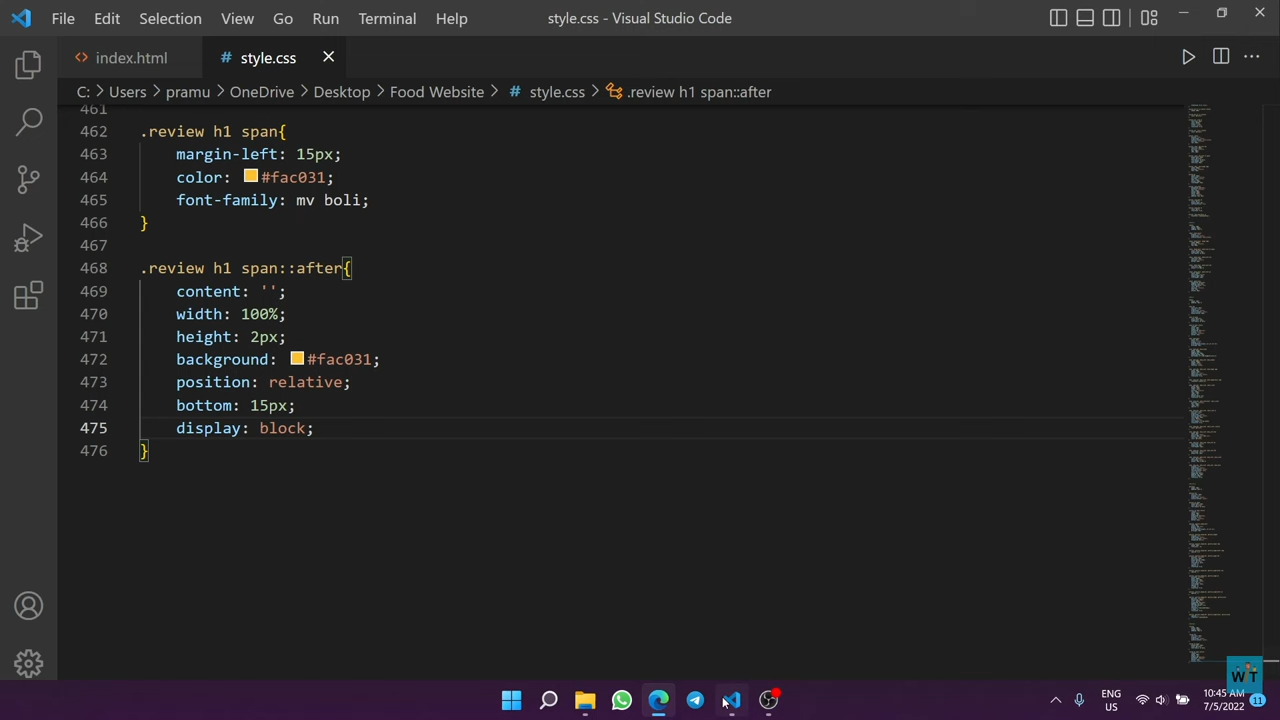 File Edit Selection View Go Run Terminal Help style.css - Visual Studio Code
index.html style.css
C: > Users > pramu > OneDrive > Desktop > Food Website > # style.css > .review h1 span::after
461
462 .review h1 span{
463 margin-left: 15px;
464 color: #fac031;
465 font-family: mv boli;
466 }
467
468 .review h1 span::after{
469 content: '';
470 width: 100%;
471 height: 2px;
472 background: #fac031;
473 position: relative;
474 bottom: 15px;
475 display: block;
476 }
WT
ENG US
10:45 AM
7/5/2022
11